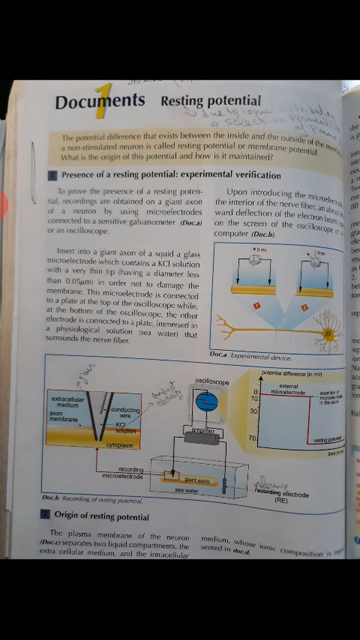 1
Documents Resting potential
The potential difference that exists between the inside and the outside of the
a non-stimulated neuron is called resting potential or membrane potential.
What is the origin of this potential and how is it maintained?
1 Presence of a resting potential: experimental verification
To prove the presence of a resting poten-
tial, recordings are obtained on a giant axon
of a neuron by using microelectrodes
connected to a sensitive galvanometer (Doc.a)
or an oscilloscope.
Insert into a giant axon of a squid a glass
microelectrode which contains a KCl solution
with a very thin tip (having a diameter less
than 0.05µm) in order not to damage the
membrane. This microelectrode is connected
to a plate at the top of the oscilloscope while,
at the bottom of the oscilloscope, the other
electrode is connected to a plate, immersed in
a physiological solution (sea water) that
surrounds the nerve fiber.
Upon introducing the
the interior of the nerve fiber, an
ward deflection of the electron beam
on the screen of the oscilloscope
computer (Doc.b).
0 mv
Doc.a Experimental device.
extracellular
medium
axon
membrane
conducting
wire
KCl
solution
cytoplasm
recording
microelectrode
oscilloscope
amplifier
giant axon
sea water
recording electrode
(RE)
potential difference (in mv)
external
microelectrode
30
70
resting potential
Doc.b Recording of resting potential.
2 Origin of resting potential
The plasma membrane of the neuron
(Doc.c) separates two liquid compartments, the
extra cellular medium, and the intracellular
medium, whose ionic composition is
sented in doc.d.